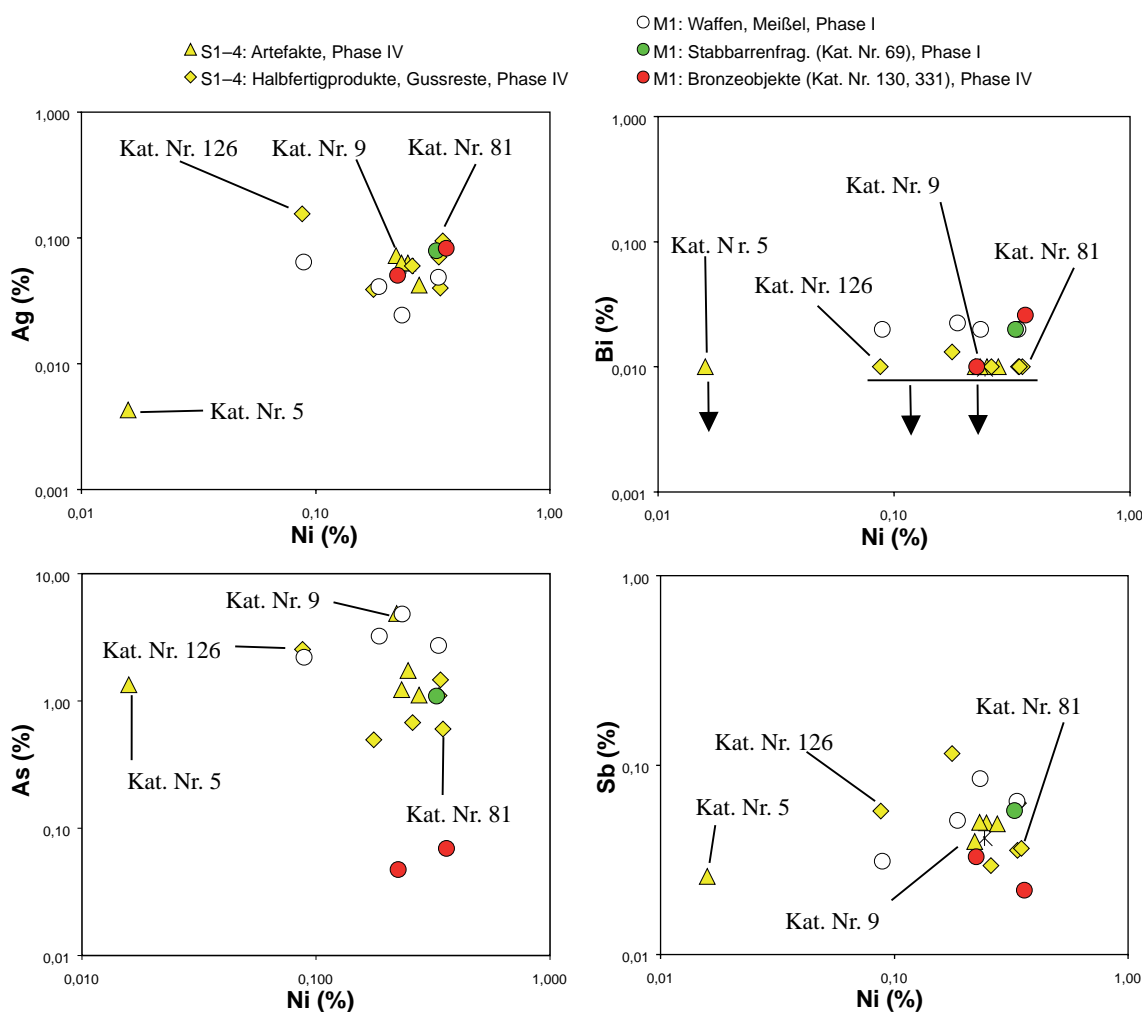 S1–4: Artefakte, Phase IV
S1–4: Halbfertigprodukte, Gussreste, Phase IV
M1: Waffen, Meißel, Phase I
M1: Stabbarrenfrag. (Kat. Nr. 69), Phase I
M1: Bronzeobjekte (Kat. Nr. 130, 331), Phase IV
1,000
Kat. Nr. 126
Kat. Nr. 9
Kat. Nr. 81
0,100
Ag (%)
0,010
Kat. Nr. 5
0,001
0,01
0,10
1,00
Ni (%)
1,000
Kat. Nr. 9
0,100
Kat. Nr. 5
Kat. Nr. 81
Kat. Nr. 126
Bi (%)
0,010
0,001
0,01
0,10
1,00
Ni (%)
10,00
Kat. Nr. 9
Kat. Nr. 126
As (%)
1,00
Kat. Nr. 5
Kat. Nr. 81
0,10
0,01
0,010
0,100
1,000
Ni (%)
1,00
Kat. Nr. 81
Kat. Nr. 126
Sb (%)
0,10
Kat. Nr. 5
Kat. Nr. 9
0,01
0,01
0,10
1,00
Ni (%)